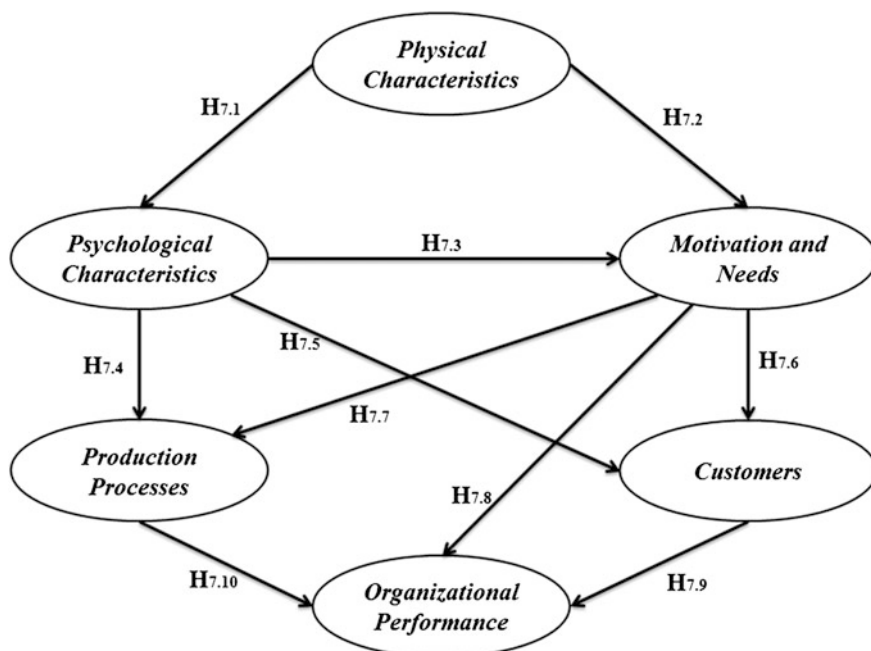 Physical
Characteristics
H7.1
H7.2
Psychological
Characteristics
H7.3
Motivation and
Needs
H7.4
H7.5
H7.6
H7.7
Production
Processes
Customers
H7.8
H7.10
H7.9
Organizational
Performance